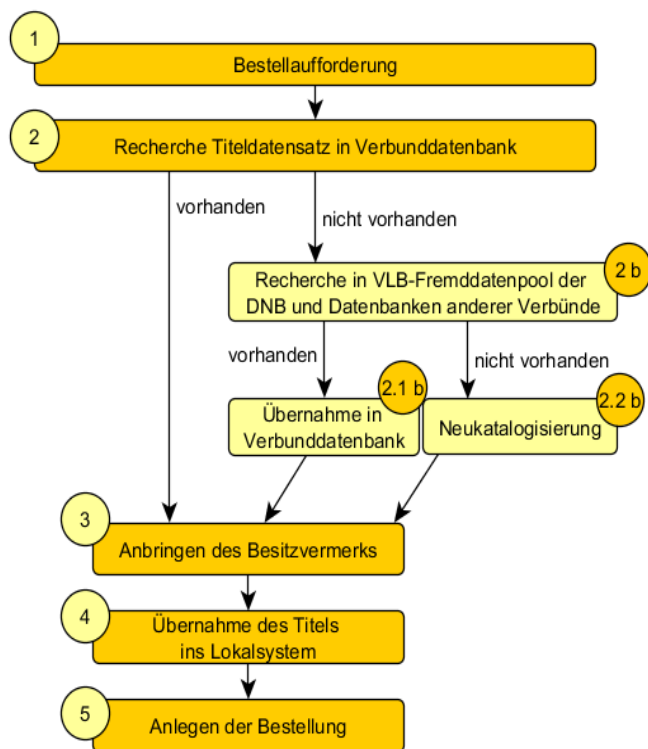 1
Bestellaufforderung
2
Recherche Titeldatensatz in Verbunddatenbank
vorhanden
nicht vorhanden
2 b
Recherche in VLB-Fremddatenpool der
DNB und Datenbanken anderer Verbünde
vorhanden
nicht vorhanden
2.1 b
Übernahme in
Verbunddatenbank
2.2 b
Neukatalogisierung
3
Anbringen des Besitzvermerks
4
Übernahme des Titels
ins Lokalsystem
5
Anlegen der Bestellung